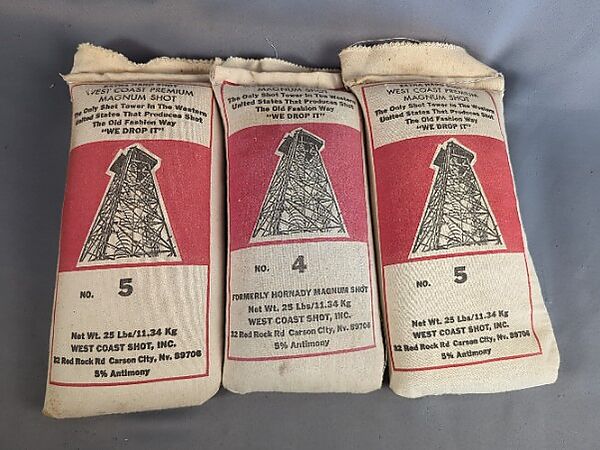 WEST COAST PREMIUM
MAGNUM SHOT
The Only Shot Tower In The Western
United States That Produces Shot
The Old Fashion Way
"WE DROP IT"
NO. 5
Net Wt. 25 Lbs/11.34 Kg
WEST COAST SHOT, INC.
32 Red Rock Rd Carson City, Nv. 89706
5% Antimony
MAGNUM SHOT
The Only Shot Tower In The Western
United States That Produces Shot
The Old Fashion Way
"WE DROP IT"
NO. 4
FORMERLY HORNADY MAGNUM SHOT
Net Wt. 25 Lbs/11.34 Kg
WEST COAST SHOT, INC.
32 Red Rock Rd Carson City, Nv. 89706
5% Antimony
WEST COAST PREMIUM
MAGNUM SHOT
The Only Shot Tower In The Western
United States That Produces Shot
The Old Fashion Way
"WE DROP IT"
NO. 5
Net Wt. 25 Lbs/11.34 Kg
WEST COAST SHOT, INC.
32 Red Rock Rd Carson City, Nv. 89706
5% Antimony